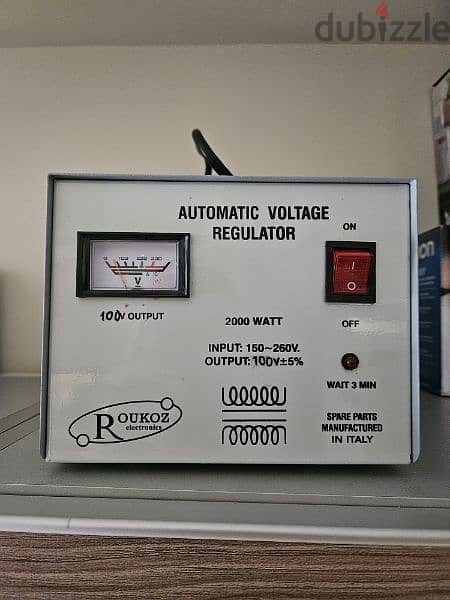 dubizzle
AUTOMATIC VOLTAGE
REGULATOR
ON
V
100V OUTPUT
2000 WATT
OFF
INPUT: 150~260V.
OUTPUT: 100V±5%
WAIT 3 MIN
ROUKOZ
electronics
SPARE PARTS
MANUFACTURED
IN ITALY